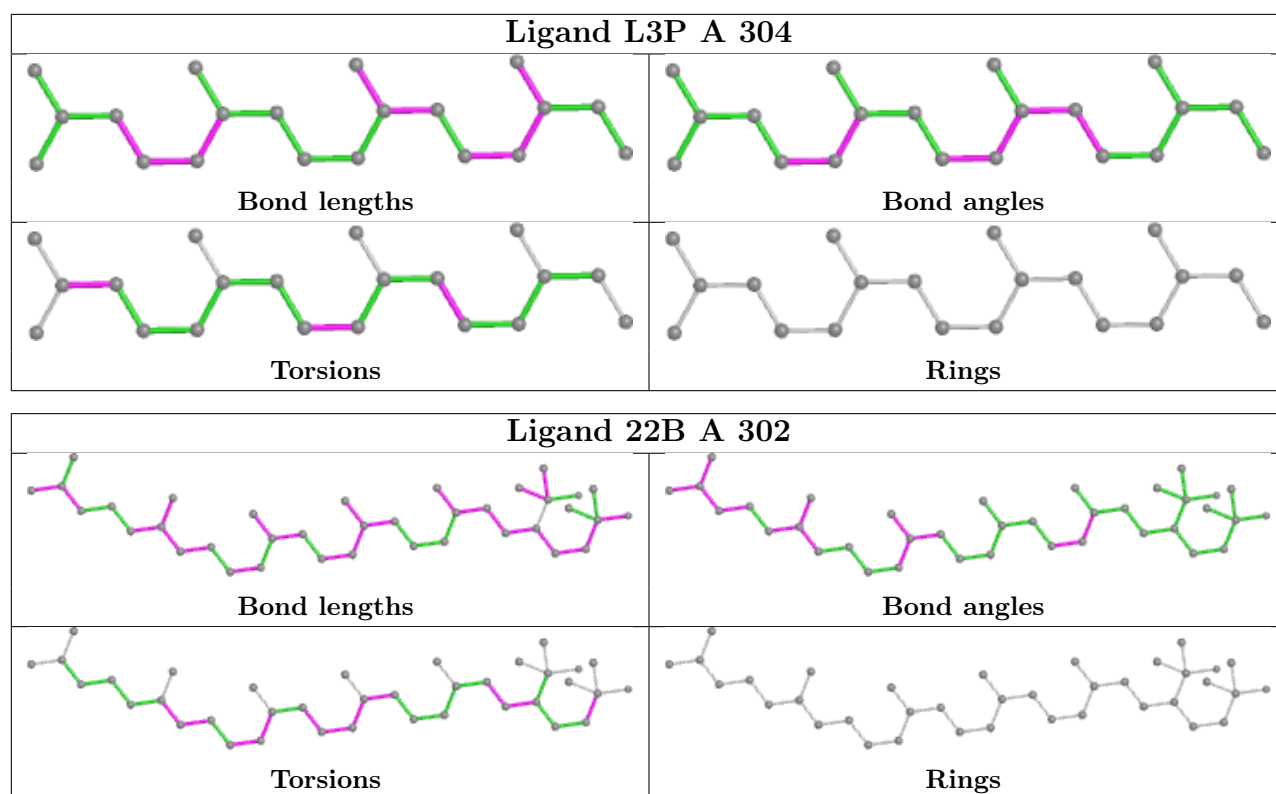 Ligand L3P A 304
Bond lengths
Bond angles
Torsions
Rings
Ligand 22B A 302
Bond lengths
Bond angles
Torsions
Rings